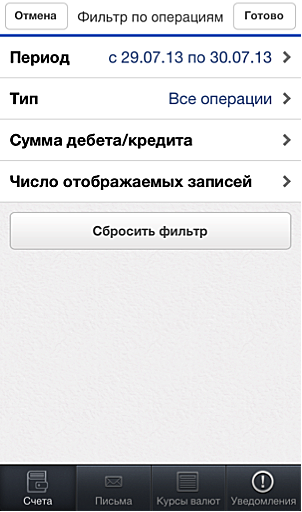 Отмена Фильтр по операциям Готово
Период с 29.07.13 по 30.07.13
Тип Все операции
Сумма дебета/кредита
Число отображаемых записей
Сбросить фильтр
Счета Письма Курсы валют Уведомления